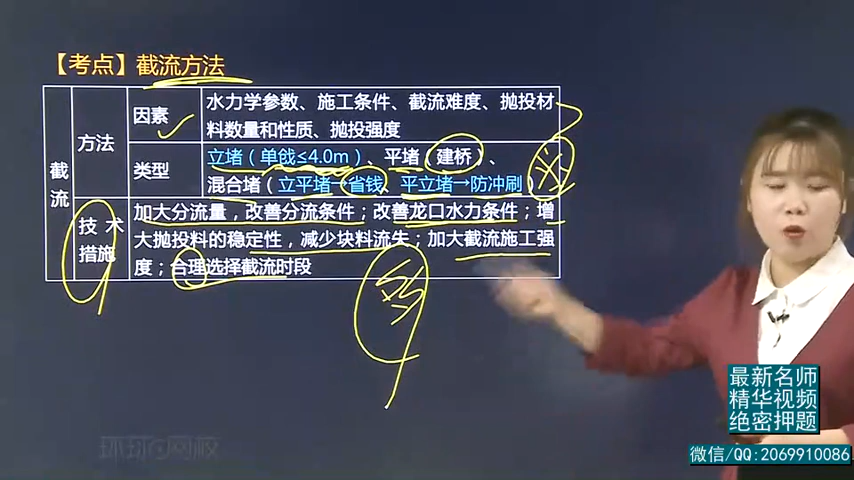 【考点】截流方法
截流
方法
因素
水力学参数、施工条件、截流难度、抛投材
料数量和性质、抛投强度
类型
立堵（单戗≤4.0m）、平堵（建桥）、
混合堵（立平堵→省钱、平立堵→防冲刷）
技术
措施
加大分流量，改善分流条件；改善龙口水力条件；增
大抛投料的稳定性，减少块料流失；加大截流施工强
度；合理选择截流时段
环球网校
最新名师
精华视频
绝密押题
微信/QQ:2069910086